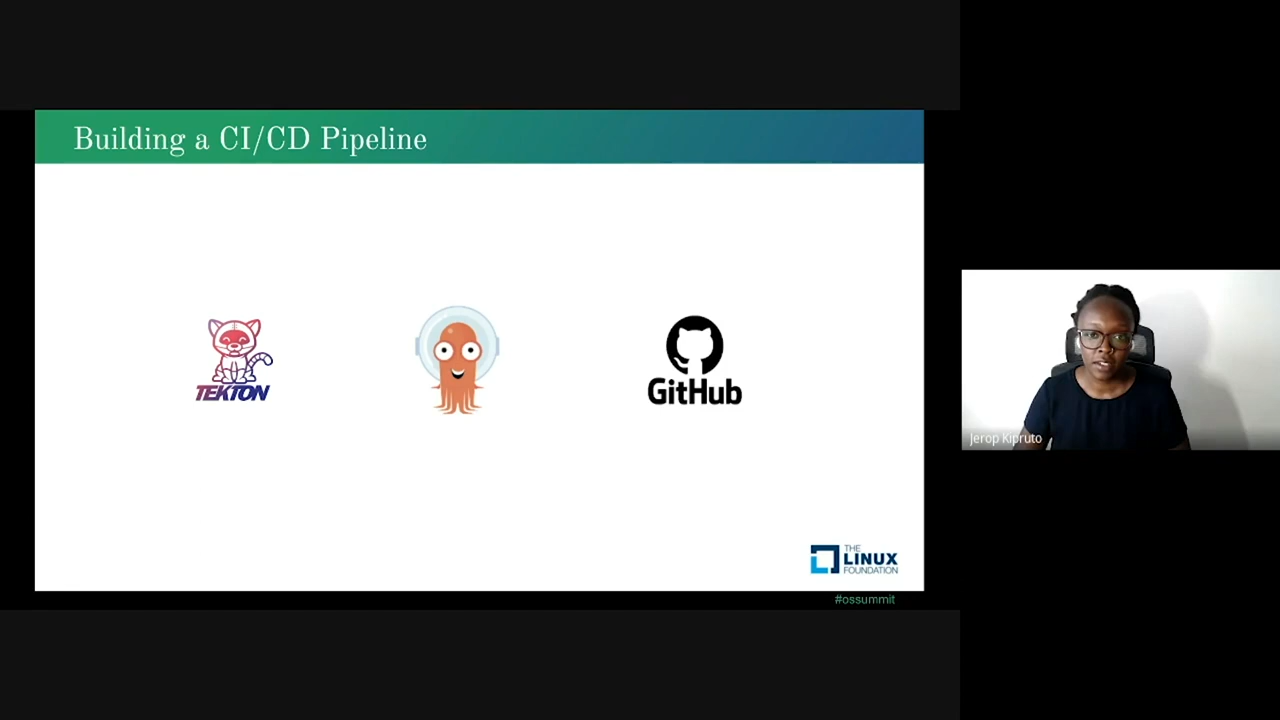 Building a CI/CD Pipeline
TEKTON
GitHub
THE
LINUX
FOUNDATION
#ossummit
Jerop Kipruto